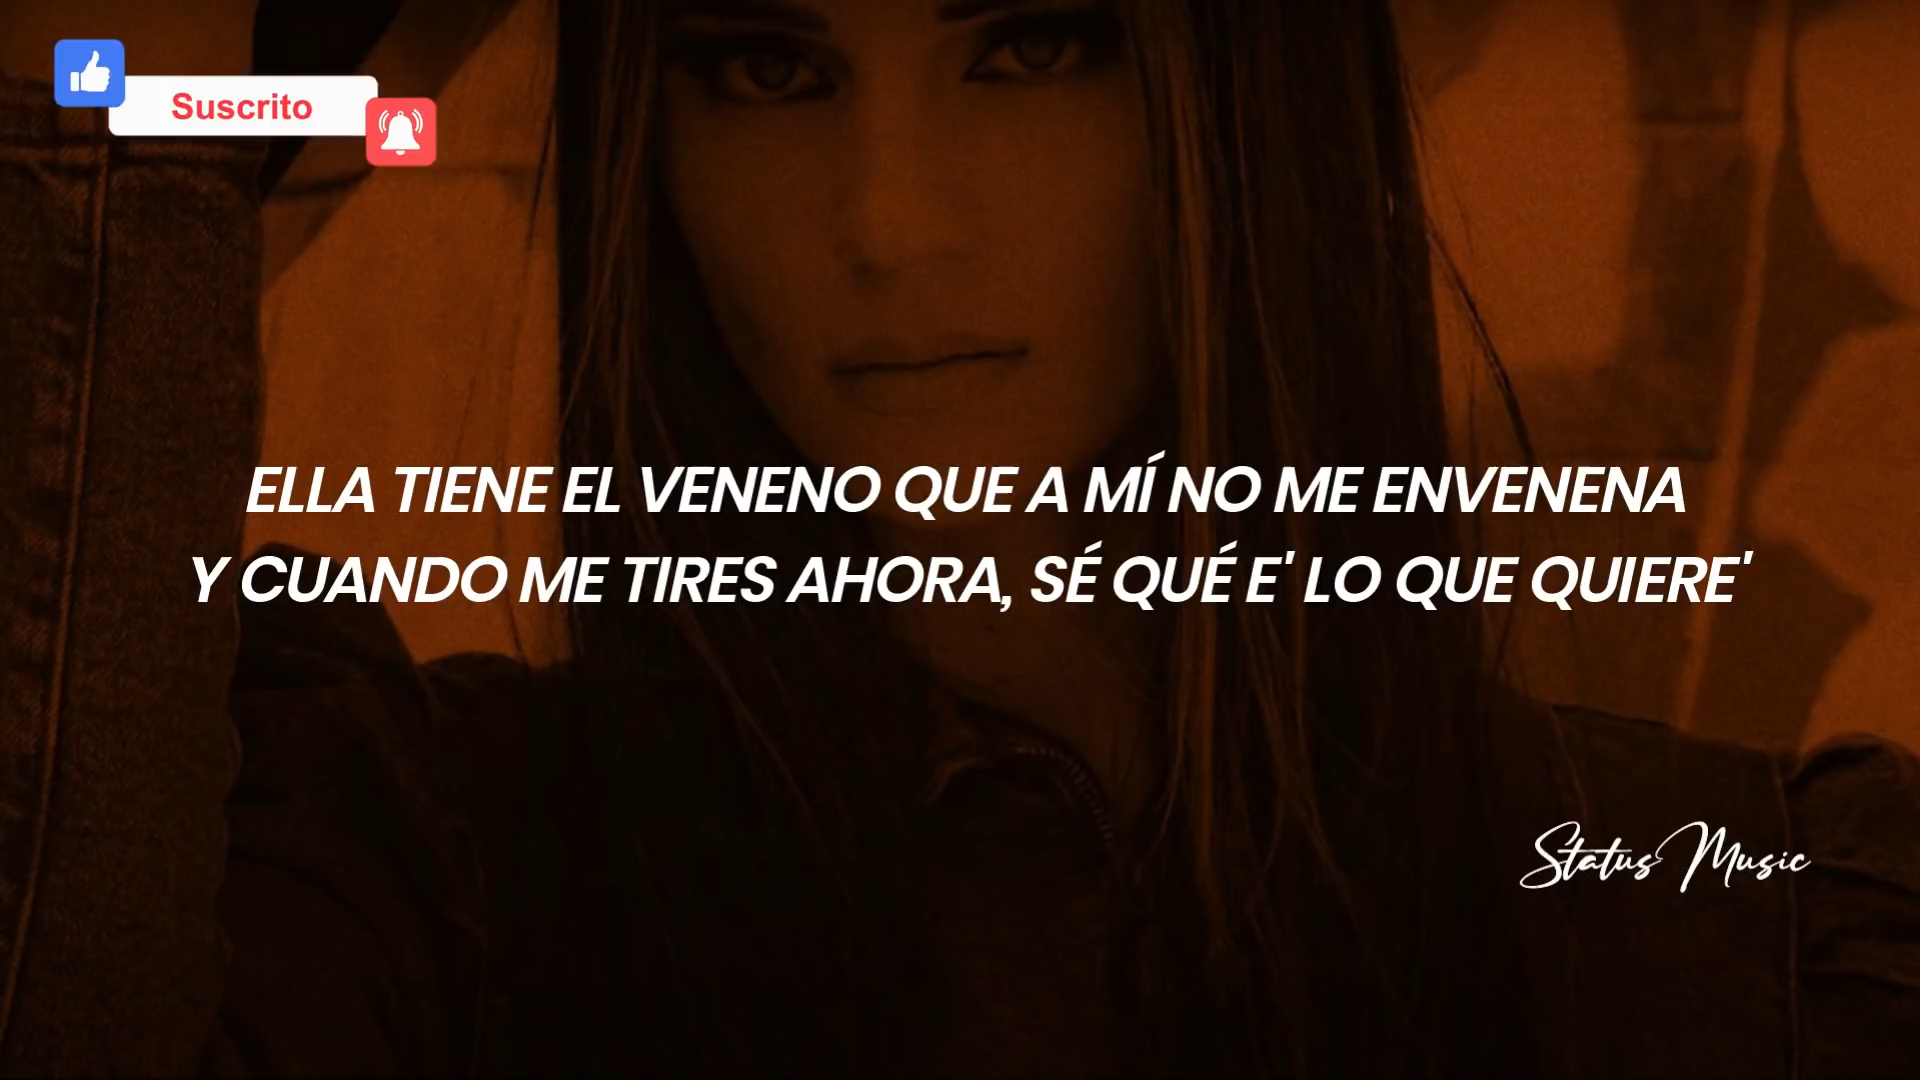 Suscrito
ELLA TIENE EL VENENO QUE A MÍ NO ME ENVENENA
Y CUANDO ME TIRES AHORA, SÉ QUÉ E' LO QUE QUIERE'
Status Music